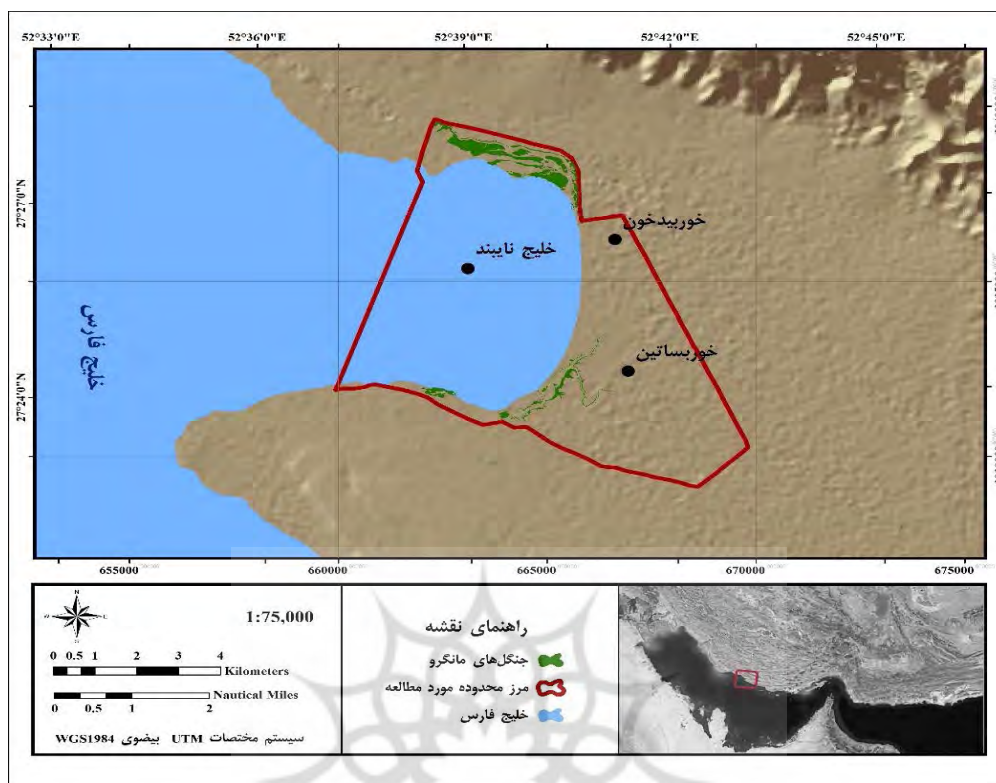 52°33'0"E 52°36'0"E 52°39'0"E 52°42'0"E 52°45'0"E
27°27'0"N
27°24'0"N
خوربیدخون
خلیج نایبند
خلیج فارس
خوربساتین
655000 660000 665000 670000 675000
N
W E
S
1:75,000
0 0.5 1 2 3 4
Kilometers
Nautical Miles
0 0.5 1 2
سیستم مختصات UTM بیضوی WGS1984
راهنمای نقشه
جنگل‌های مانگرو
مرز محدوده مورد مطالعه
خلیج فارس